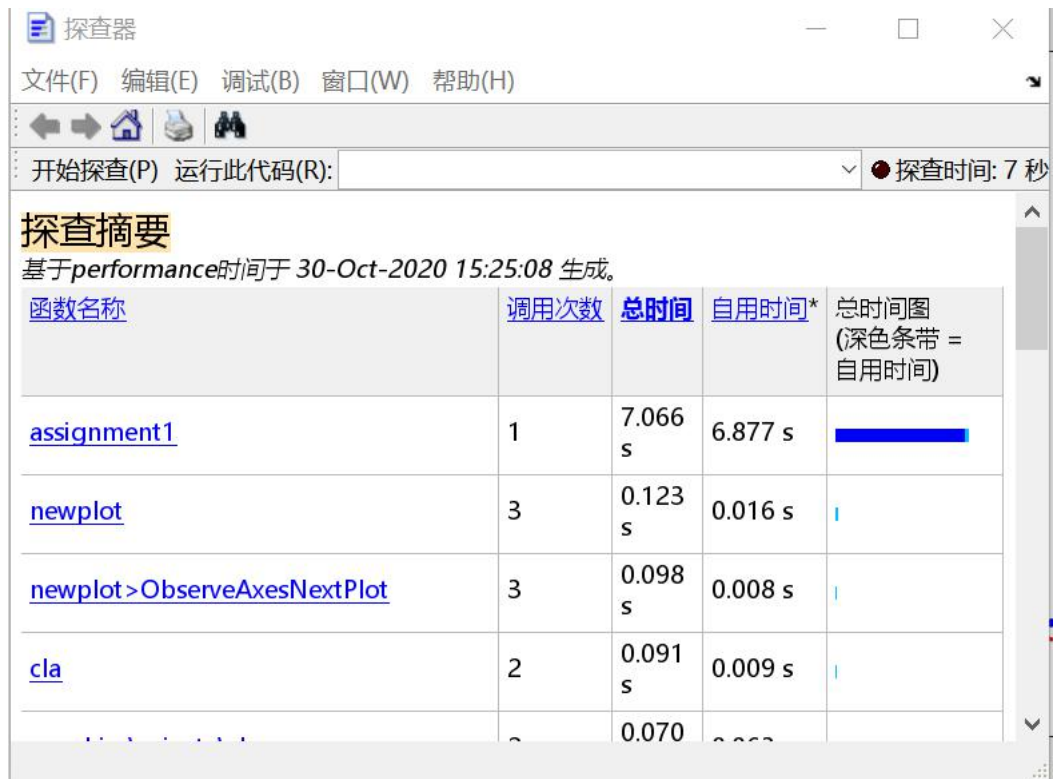 探查器
文件(F) 编辑(E) 调试(B) 窗口(W) 帮助(H)
开始探查(P) 运行此代码(R): 探查时间: 7 秒
探查摘要
基于performance时间于 30-Oct-2020 15:25:08 生成。
函数名称 调用次数 总时间 自用时间* 总时间图
(深色条带 =
自用时间)
assignment1 1 7.066 s 6.877 s
newplot 3 0.123 s 0.016 s
newplot>ObserveAxesNextPlot 3 0.098 s 0.008 s
cla 2 0.091 s 0.009 s
0.070